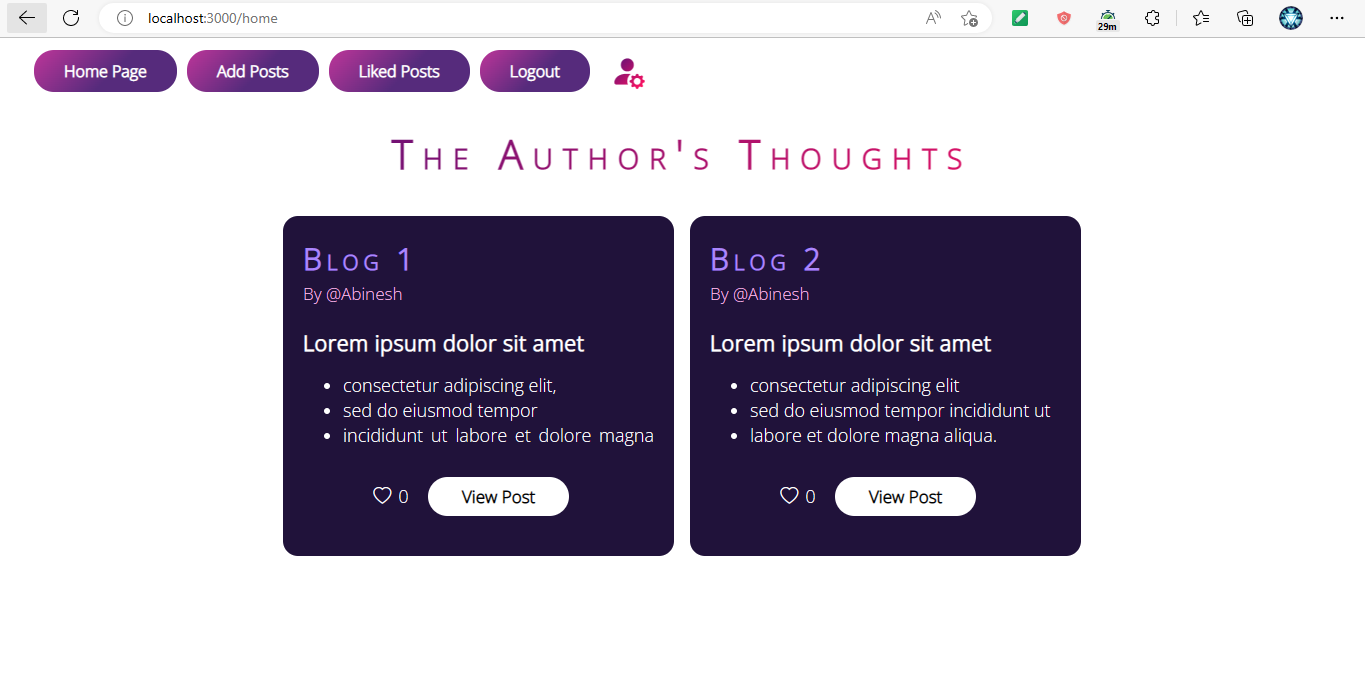 localhost:3000/home
29m
Home Page
Add Posts
Liked Posts
Logout
The Author's Thoughts
Blog 1
By @Abinesh
Lorem ipsum dolor sit amet
consectetur adipiscing elit,
sed do eiusmod tempor
incididunt ut labore et dolore magna
0
View Post
Blog 2
By @Abinesh
Lorem ipsum dolor sit amet
consectetur adipiscing elit
sed do eiusmod tempor incididunt ut
labore et dolore magna aliqua.
0
View Post